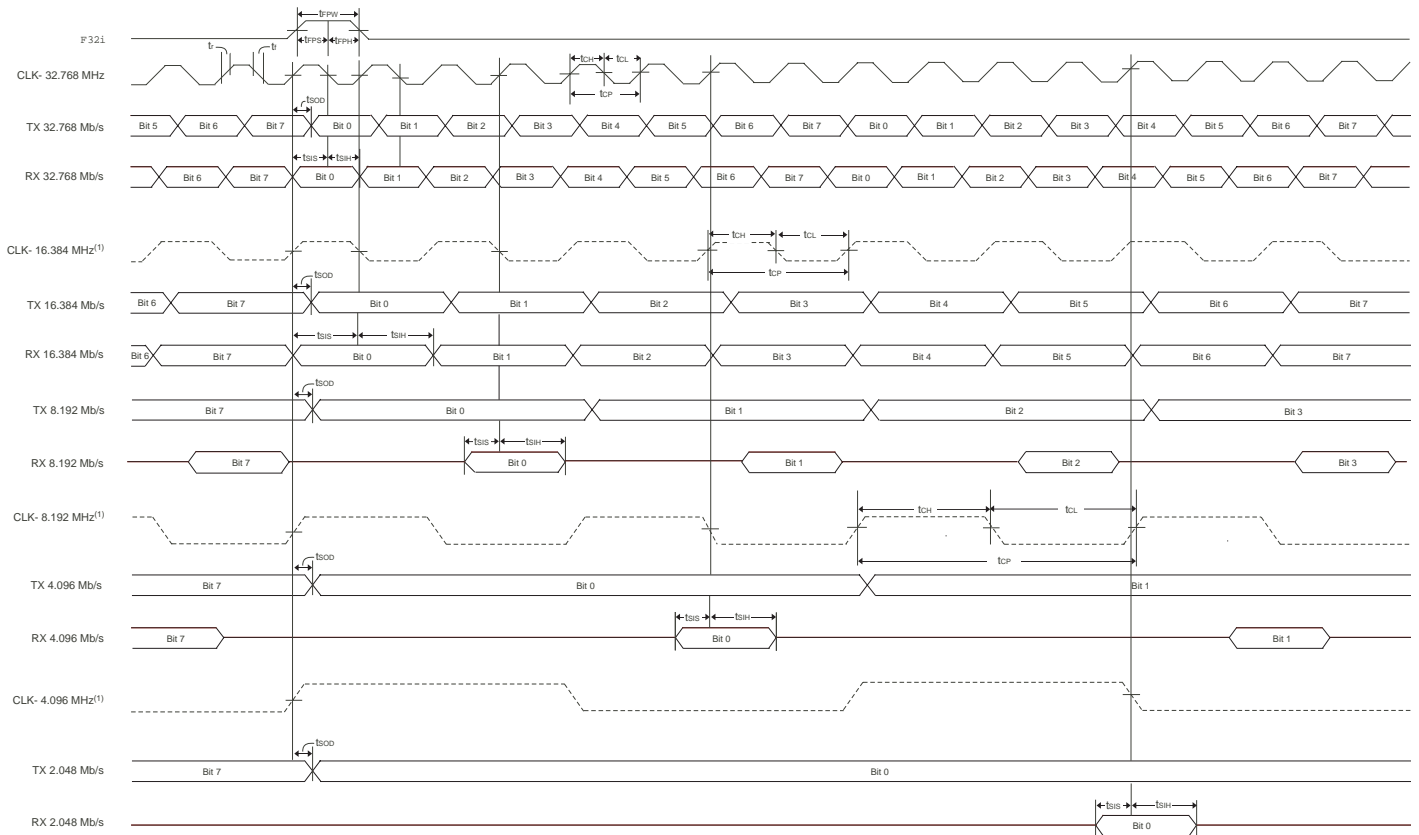 tFPW
F32i
tFPS tFPH
tr tf
tCH tCL
CLK- 32.768 MHz
tCP
tSOD
TX 32.768 Mb/s Bit 5 Bit 6 Bit 7 Bit 0 Bit 1 Bit 2 Bit 3 Bit 4 Bit 5 Bit 6 Bit 7 Bit 0 Bit 1 Bit 2 Bit 3 Bit 4 Bit 5 Bit 6 Bit 7
tSIS tSIH
RX 32.768 Mb/s Bit 6 Bit 7 Bit 0 Bit 1 Bit 2 Bit 3 Bit 4 Bit 5 Bit 6 Bit 7 Bit 0 Bit 1 Bit 2 Bit 3 Bit 4 Bit 5 Bit 6 Bit 7
tCH tCL
CLK- 16.384 MHz(1)
tCP
tSOD
TX 16.384 Mb/s Bit 6 Bit 7 Bit 0 Bit 1 Bit 2 Bit 3 Bit 4 Bit 5 Bit 6 Bit 7
tSIS tSIH
RX 16.384 Mb/s Bit 6 Bit 7 Bit 0 Bit 1 Bit 2 Bit 3 Bit 4 Bit 5 Bit 6 Bit 7
tSOD
TX 8.192 Mb/s Bit 7 Bit 0 Bit 1 Bit 2 Bit 3
tSIS tSIH
RX 8.192 Mb/s Bit 7 Bit 0 Bit 1 Bit 2 Bit 3
tCH tCL
CLK- 8.192 MHz(1)
tCP
tSOD
TX 4.096 Mb/s Bit 7 Bit 0 Bit 1
tSIS tSIH
RX 4.096 Mb/s Bit 7 Bit 0 Bit 1
CLK- 4.096 MHz(1)
tSOD
TX 2.048 Mb/s Bit 7 Bit 0
tSIS tSIH
RX 2.048 Mb/s Bit 0